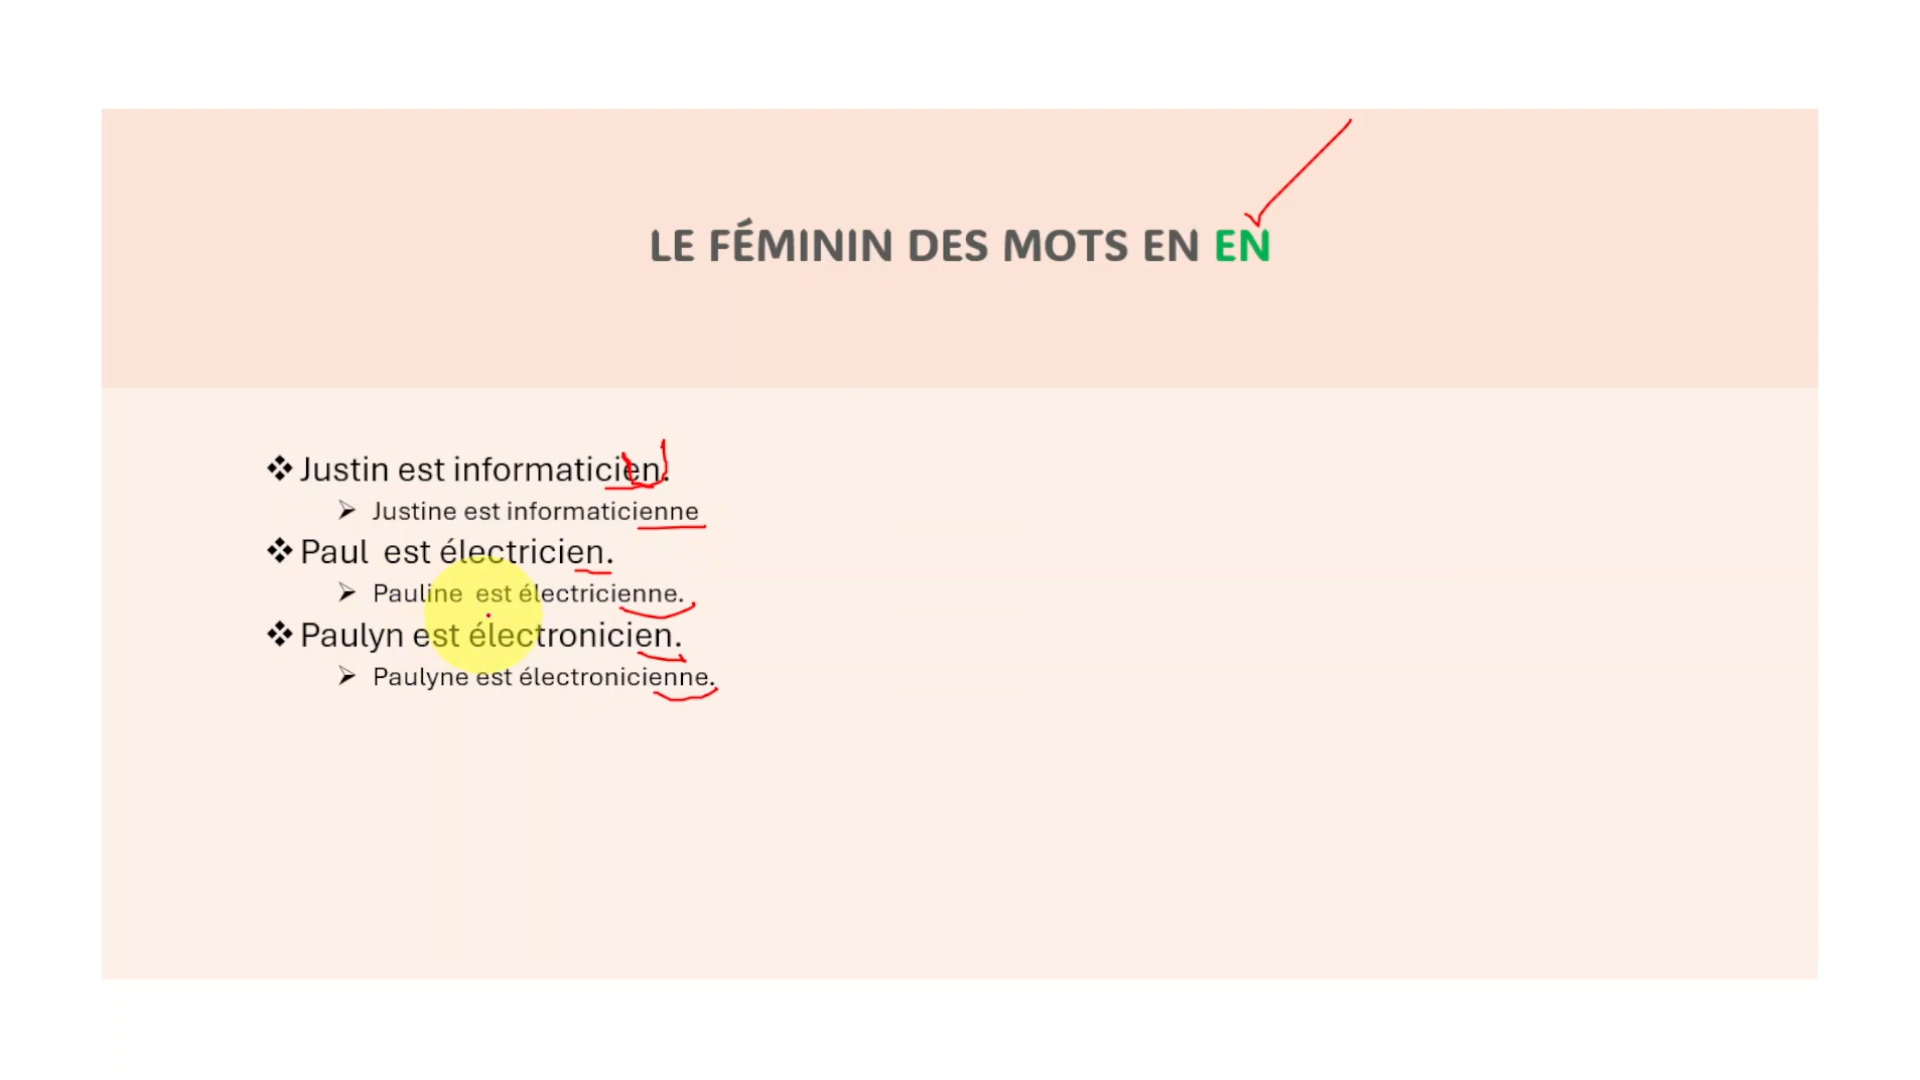 LE FÉMININ DES MOTS EN EN
Justin est informaticien.
Justine est informaticienne
Paul est électricien.
Pauline est électricienne.
Paulyn est électronicien.
Paulyne est électronicienne.